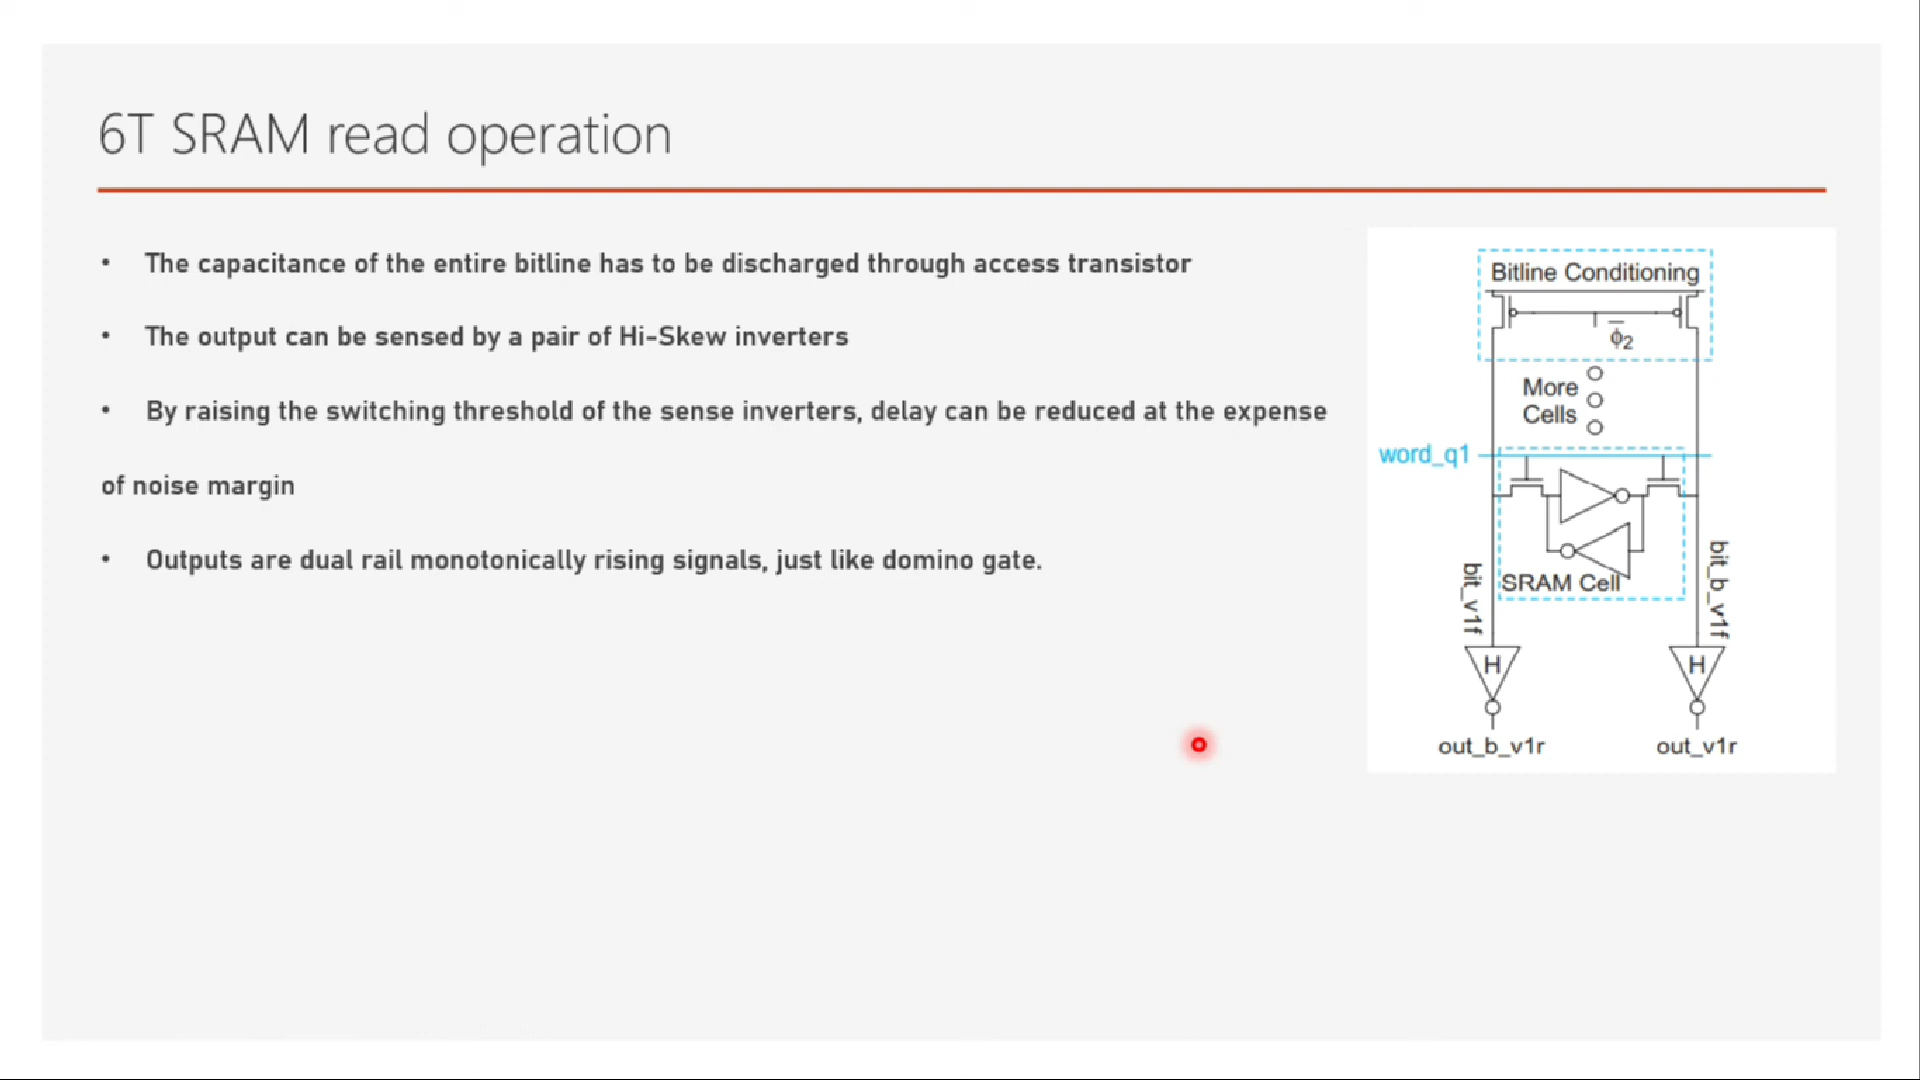 6T SRAM read operation
• The capacitance of the entire bitline has to be discharged through access transistor
• The output can be sensed by a pair of Hi-Skew inverters
• By raising the switching threshold of the sense inverters, delay can be reduced at the expense
of noise margin
• Outputs are dual rail monotonically rising signals, just like domino gate.
Bitline Conditioning
ϕ̅2
More
Cells
word_q1
bit_v1f
bit_b_v1f
SRAM Cell
H
H
out_b_v1r
out_v1r